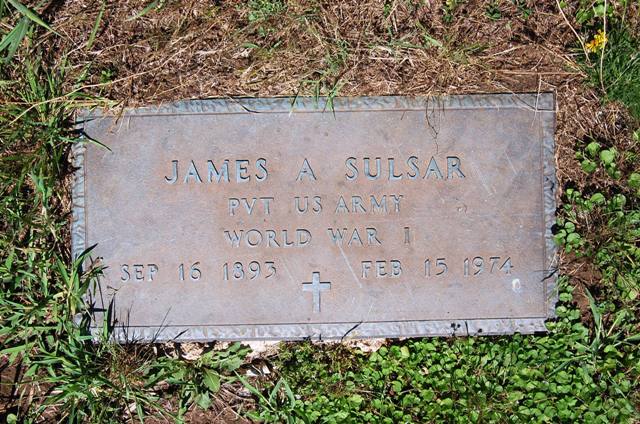 JAMES A SULSAR
PVT US ARMY
WORLD WAR I
SEP 16 1893 FEB 15 1974